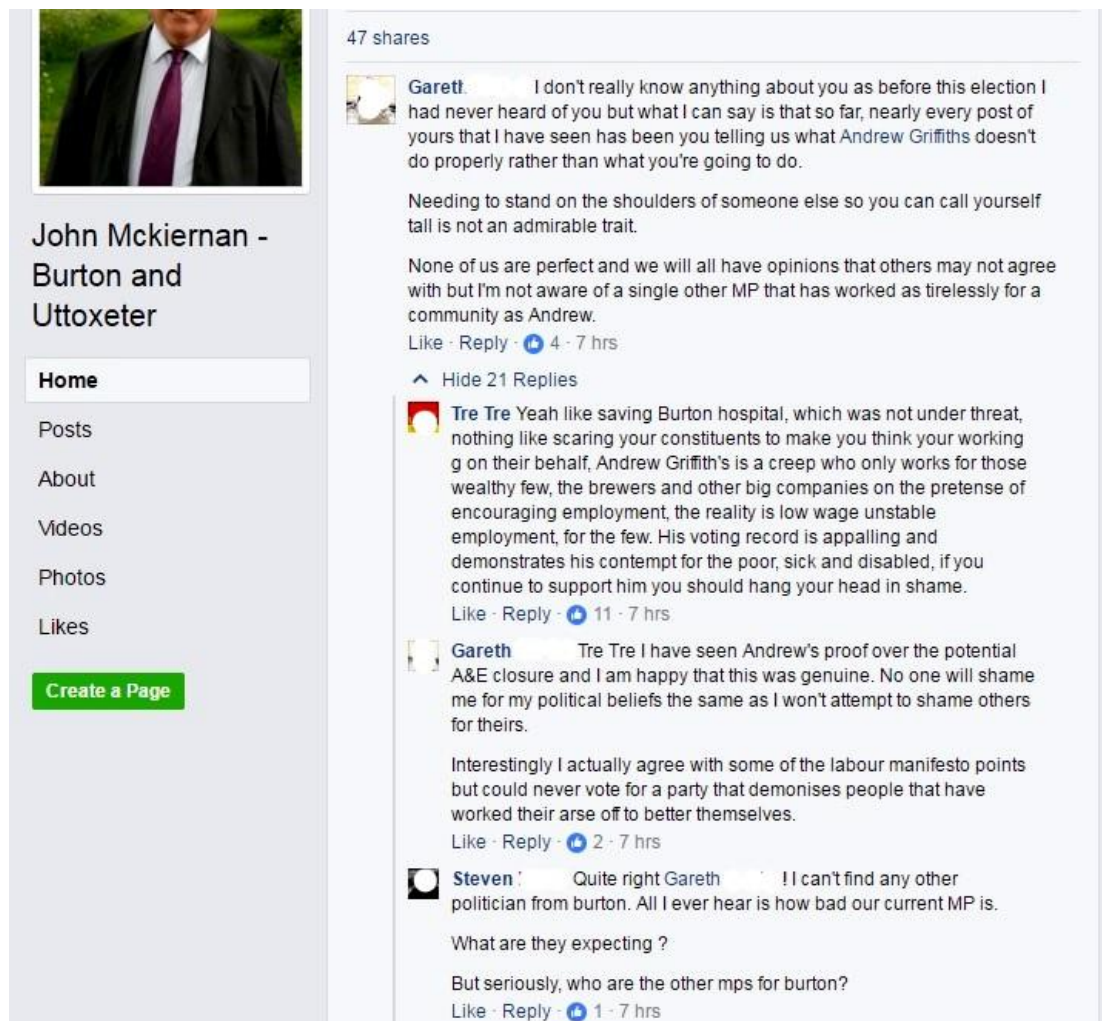 John Mckiernan -
Burton and
Uttoxeter
Home
Posts
About
Videos
Photos
Likes
Create a Page
47 shares
Garetl. I don't really know anything about you as before this election I
had never heard of you but what I can say is that so far, nearly every post of
yours that I have seen has been you telling us what Andrew Griffiths doesn't
do properly rather than what you're going to do.
Needing to stand on the shoulders of someone else so you can call yourself
tall is not an admirable trait.
None of us are perfect and we will all have opinions that others may not agree
with but I'm not aware of a single other MP that has worked as tirelessly for a
community as Andrew.
Like · Reply · 4 · 7 hrs
Hide 21 Replies
Tre Tre Yeah like saving Burton hospital, which was not under threat,
nothing like scaring your constituents to make you think your working
g on their behalf, Andrew Griffith's is a creep who only works for those
wealthy few, the brewers and other big companies on the pretense of
encouraging employment, the reality is low wage unstable
employment, for the few. His voting record is appalling and
demonstrates his contempt for the poor, sick and disabled, if you
continue to support him you should hang your head in shame.
Like · Reply · 11 · 7 hrs
Gareth Tre Tre I have seen Andrew's proof over the potential
A&E closure and I am happy that this was genuine. No one will shame
me for my political beliefs the same as I won't attempt to shame others
for theirs.
Interestingly I actually agree with some of the labour manifesto points
but could never vote for a party that demonises people that have
worked their arse off to better themselves.
Like · Reply · 2 · 7 hrs
Steven Quite right Gareth ! I can't find any other
politician from burton. All I ever hear is how bad our current MP is.
What are they expecting ?
But seriously, who are the other mps for burton?
Like · Reply · 1 · 7 hrs